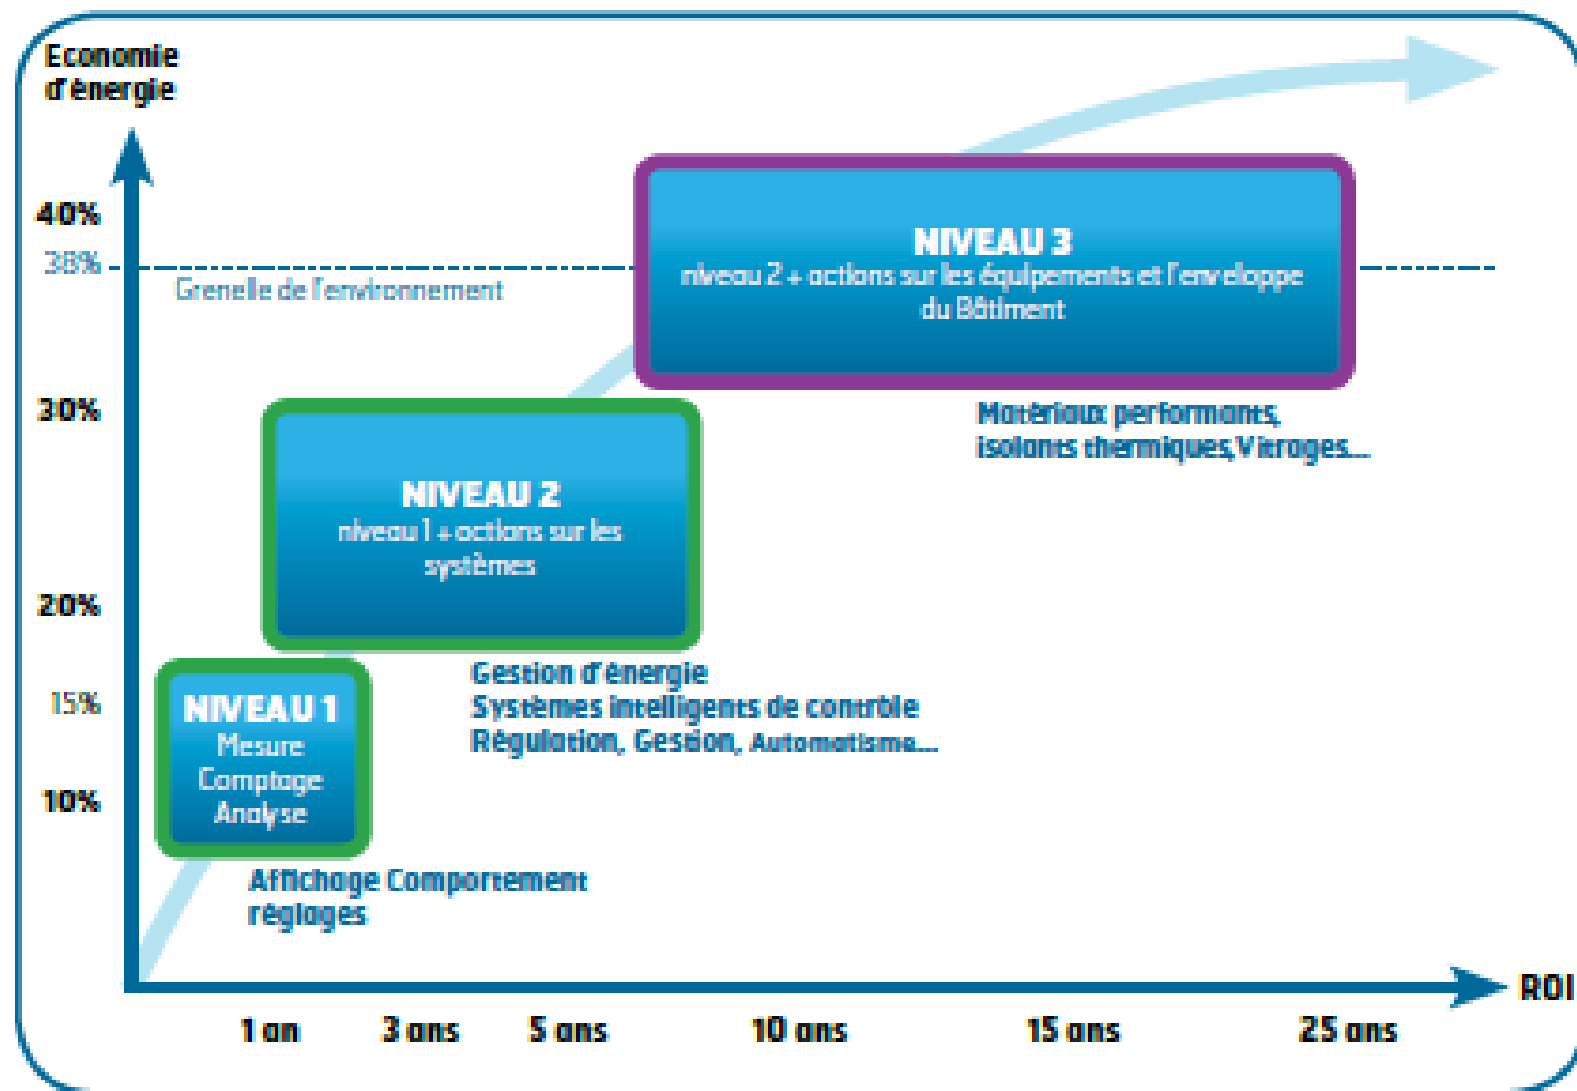 Economie
d'énergie
40%
38%
Grenelle de l'environnement
30%
20%
15%
10%
NIVEAU 3
niveau 2 + actions sur les équipements et l'enveloppe
du Bâtiment
Matériaux performants,
isolants thermiques,Vitrages...
NIVEAU 2
niveau 1 + actions sur les
systèmes
Gestion d'énergie
Systèmes intelligents de contrôle
Régulation, Gestion, Automatisme...
NIVEAU 1
Mesure
Comptage
Analyse
Affichage Comportement
réglages
ROI
1 an 3 ans 5 ans 10 ans 15 ans 25 ans